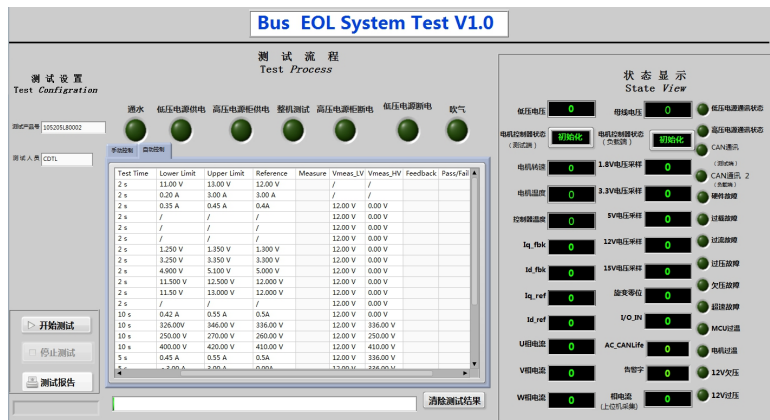 Bus EOL System Test V1.0
测 试 设 置
Test Configration
测试产品号 105205L80002
测 试 人 员 CDTL
测 试 流 程
Test Process
通水 低压电源供电 高压电源柜供电 整机测试 高压电源柜断电 低压电源断电 吹气
手动控制 自动控制
Test Time Lower Limit Upper Limit Reference Measure Vmeas_LV Vmeas_HV Feedback Pass/Fail
2 s 11.00 V 13.00 V 12.00 V / /
2 s 0.20 A 3.00 A 3.00 A / /
2 s 0.35 A 0.45 A 0.4A 12.00 V 0.00 V
2 s / / / 12.00 V 0.00 V
2 s / / / 12.00 V 0.00 V
2 s / / / 12.00 V 0.00 V
2 s 1.250 V 1.350 V 1.300 V 12.00 V 0.00 V
2 s 3.250 V 3.350 V 3.300 V 12.00 V 0.00 V
2 s 4.900 V 5.100 V 5.000 V 12.00 V 0.00 V
2 s 11.500 V 12.500 V 12.000 V 12.00 V 0.00 V
2 s 11.50 V 13.000 V 12.000 V 12.00 V 0.00 V
2 s / / / 12.00 V 0.00 V
10 s 0.42 A 0.55 A 0.5A 12.00 V 0.00 V
10 s 326.00V 346.00 V 336.00 V 12.00 V 336.00 V
10 s 250.00 V 270.00 V 260.00 V 12.00 V 250.00 V
10 s 400.00 V 420.00 V 410.00 V 12.00 V 410.00 V
5 s 0.45 A 0.55 A 0.5A 12.00 V 336.00 V
5 s -3.00 A 3.00 A 0.00A 12.00 V 336.00 V
开始测试
停止测试
测试报告
清除测试结果
状 态 显 示
State View
低压电压 0 母线电压 0 低压电源通讯状态
电机控制器状态 (测试端) 初始化 电机控制器状态 (负载端) 初始化 高压电源通讯状态
CAN通讯
(测试端)
电机转速 0 1.8V电压采样 0 CAN通讯 2
(负载端)
电机温度 0 3.3V电压采样 0 硬件故障
控制器温度 0 5V电压采样 0 过载故障
Iq_fbk 0 12V电压采样 0 过流故障
Id_fbk 0 15V电压采样 0 过压故障
欠压故障
Iq_ref 0 旋变零位 0 超速故障
Id_ref 0 I/O_IN 0 MCU过温
U相电流 0 AC_CANLife 0 电机过温
V相电流 0 告警字 0 12V欠压
W相电流 0 相电流 (上位机采集) 0 12V过压